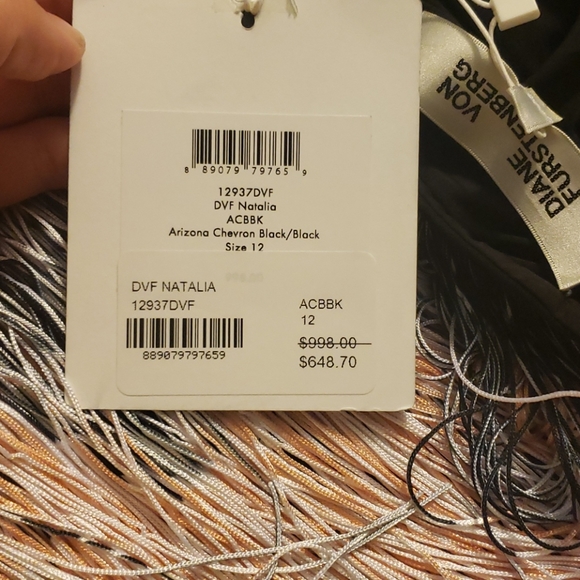 8 89079 79765 9
12937DVF
DVF Natalia
ACBBK
Arizona Chevron Black/Black
Size 12
DVF NATALIA
12937DVF
889079797659
ACBBK
12
$998.00
$648.70
DIANE
VON
FURSTENBERG